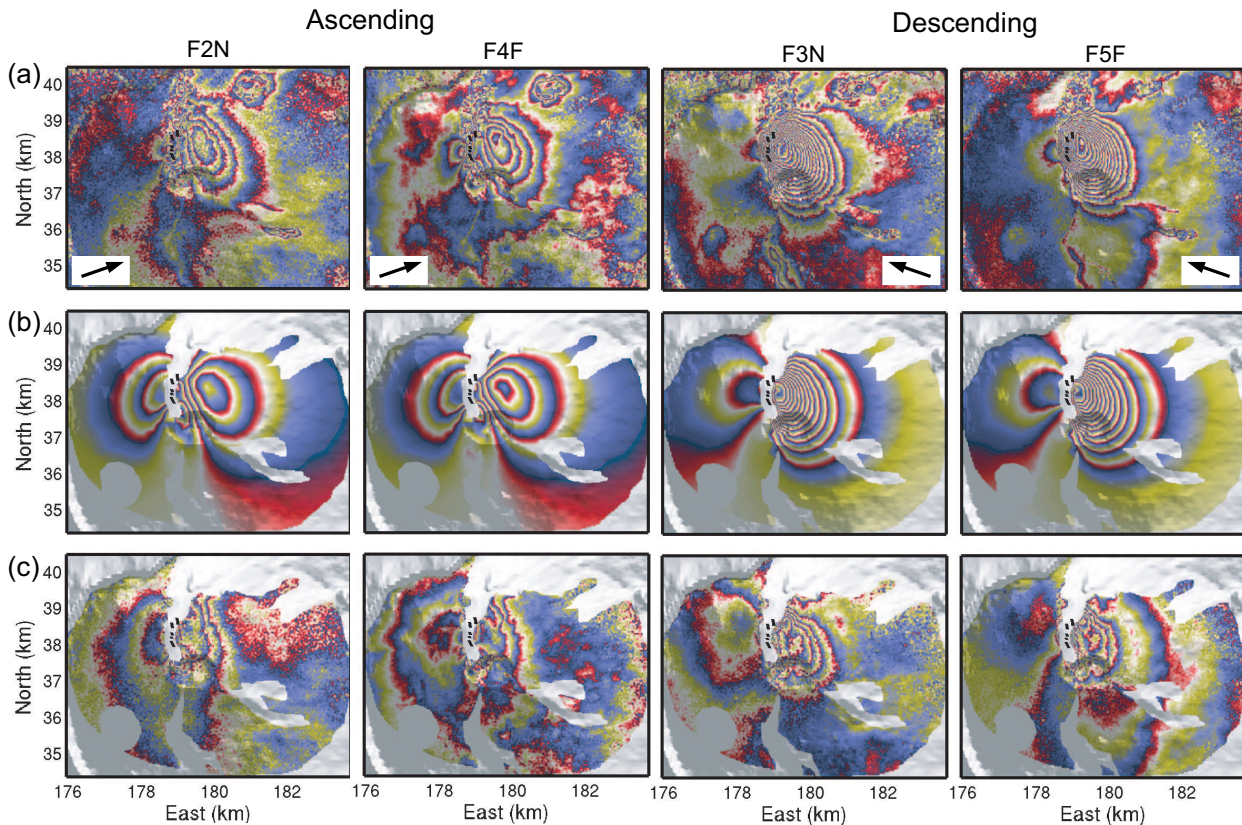 Ascending Descending
F2N F4F F3N F5F
(a)
40
39
38
37
36
35
North (km)
(b)
40
39
38
37
36
35
North (km)
(c)
40
39
38
37
36
35
North (km)
176 178 180 182 176 178 180 182 176 178 180 182 176 178 180 182
East (km) East (km) East (km) East (km)